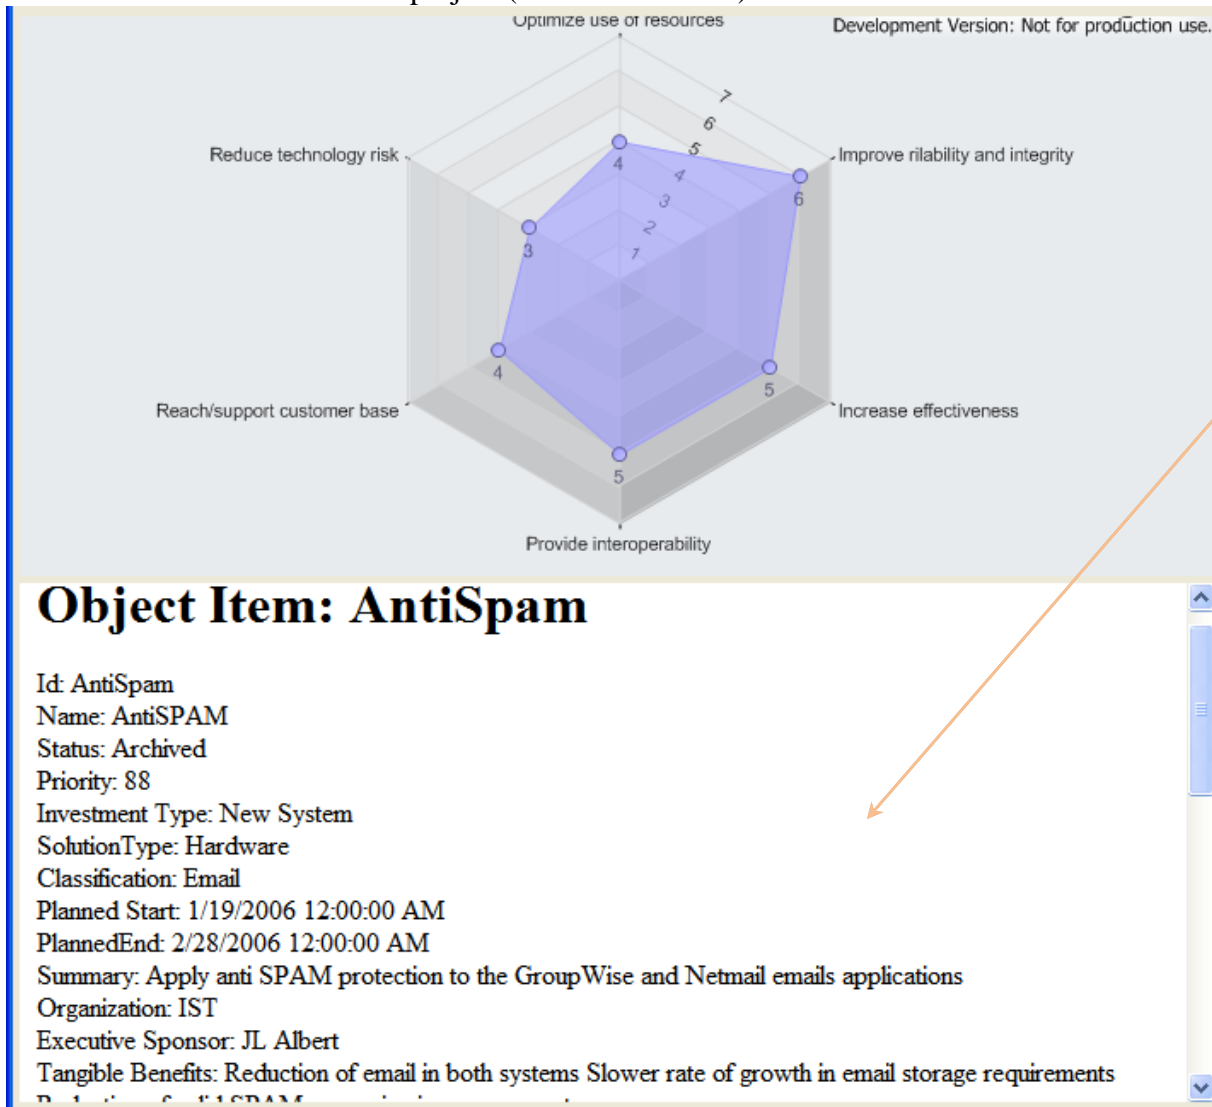 Optimize use of resources
Development Version: Not for production use.
7
6
5
4
3
2
1
Reduce technology risk
Improve rilability and integrity
4
6
3
4
5
5
Reach/support customer base
Increase effectiveness
Provide interoperability
Object Item: AntiSpam
Id: AntiSpam
Name: AntiSPAM
Status: Archived
Priority: 88
Investment Type: New System
SolutionType: Hardware
Classification: Email
Planned Start: 1/19/2006 12:00:00 AM
PlannedEnd: 2/28/2006 12:00:00 AM
Summary: Apply anti SPAM protection to the GroupWise and Netmail emails applications
Organization: IST
Executive Sponsor: JL Albert
Tangible Benefits: Reduction of email in both systems Slower rate of growth in email storage requirements